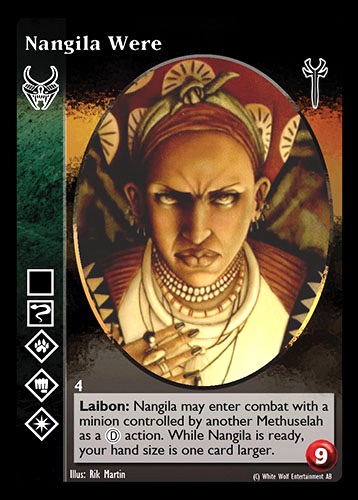 Nangila Were
4
Laibon: Nangila may enter combat with a
minion controlled by another Methuselah
as a Ⓓ action. While Nangila is ready,
your hand size is one card larger.
9
Illus: Rik Martin
(C) White Wolf Entertainment AB